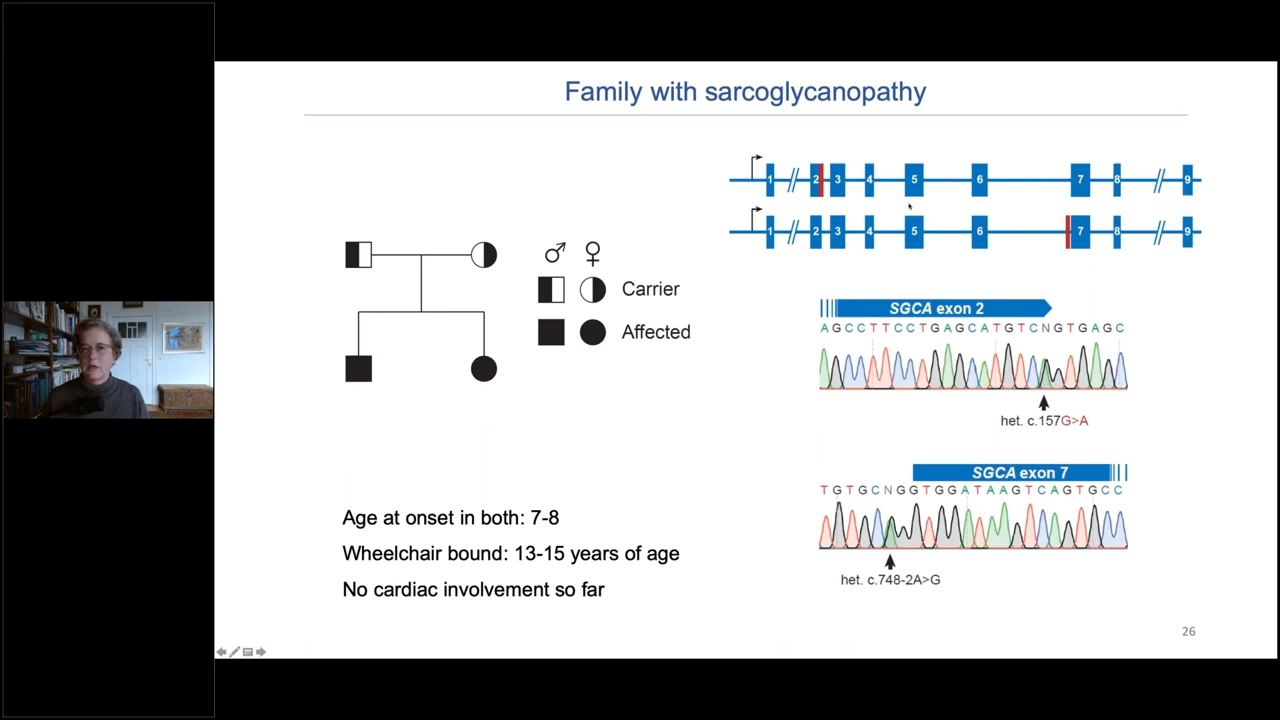 Family with sarcoglycanopathy
1 2 3 4 5 6 7 8 9
1 2 3 4 5 6 7 8 9
♂ ♀
Carrier
Affected
SGCA exon 2
AGCCTTCCTGAGCATGTCNGTGAGC
het. c.157G>A
SGCA exon 7
TGTGCNGGTGGATAAGTCAGTGCC
het. c.748-2A>G
Age at onset in both: 7-8
Wheelchair bound: 13-15 years of age
No cardiac involvement so far
26